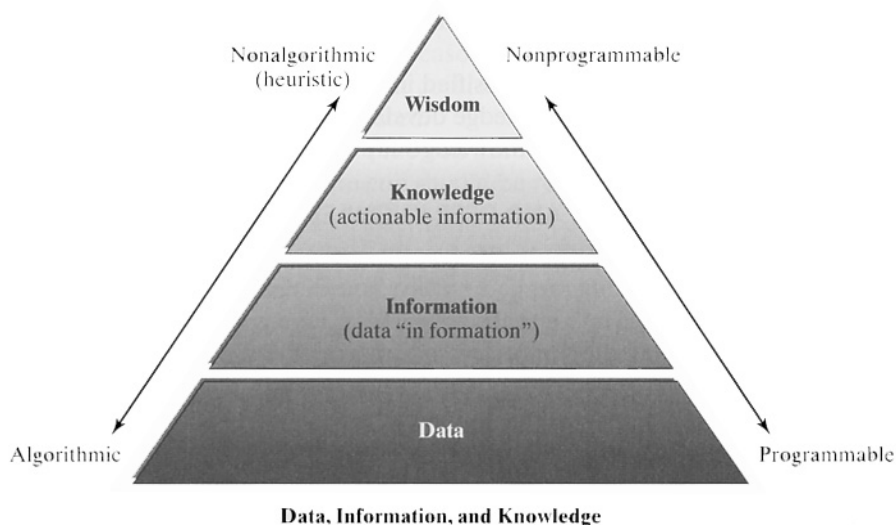 Nonalgorithmic
(heuristic)
Nonprogrammable
Wisdom
Knowledge
(actionable information)
Information
(data “in formation”)
Data
Algorithmic
Programmable
Data, Information, and Knowledge